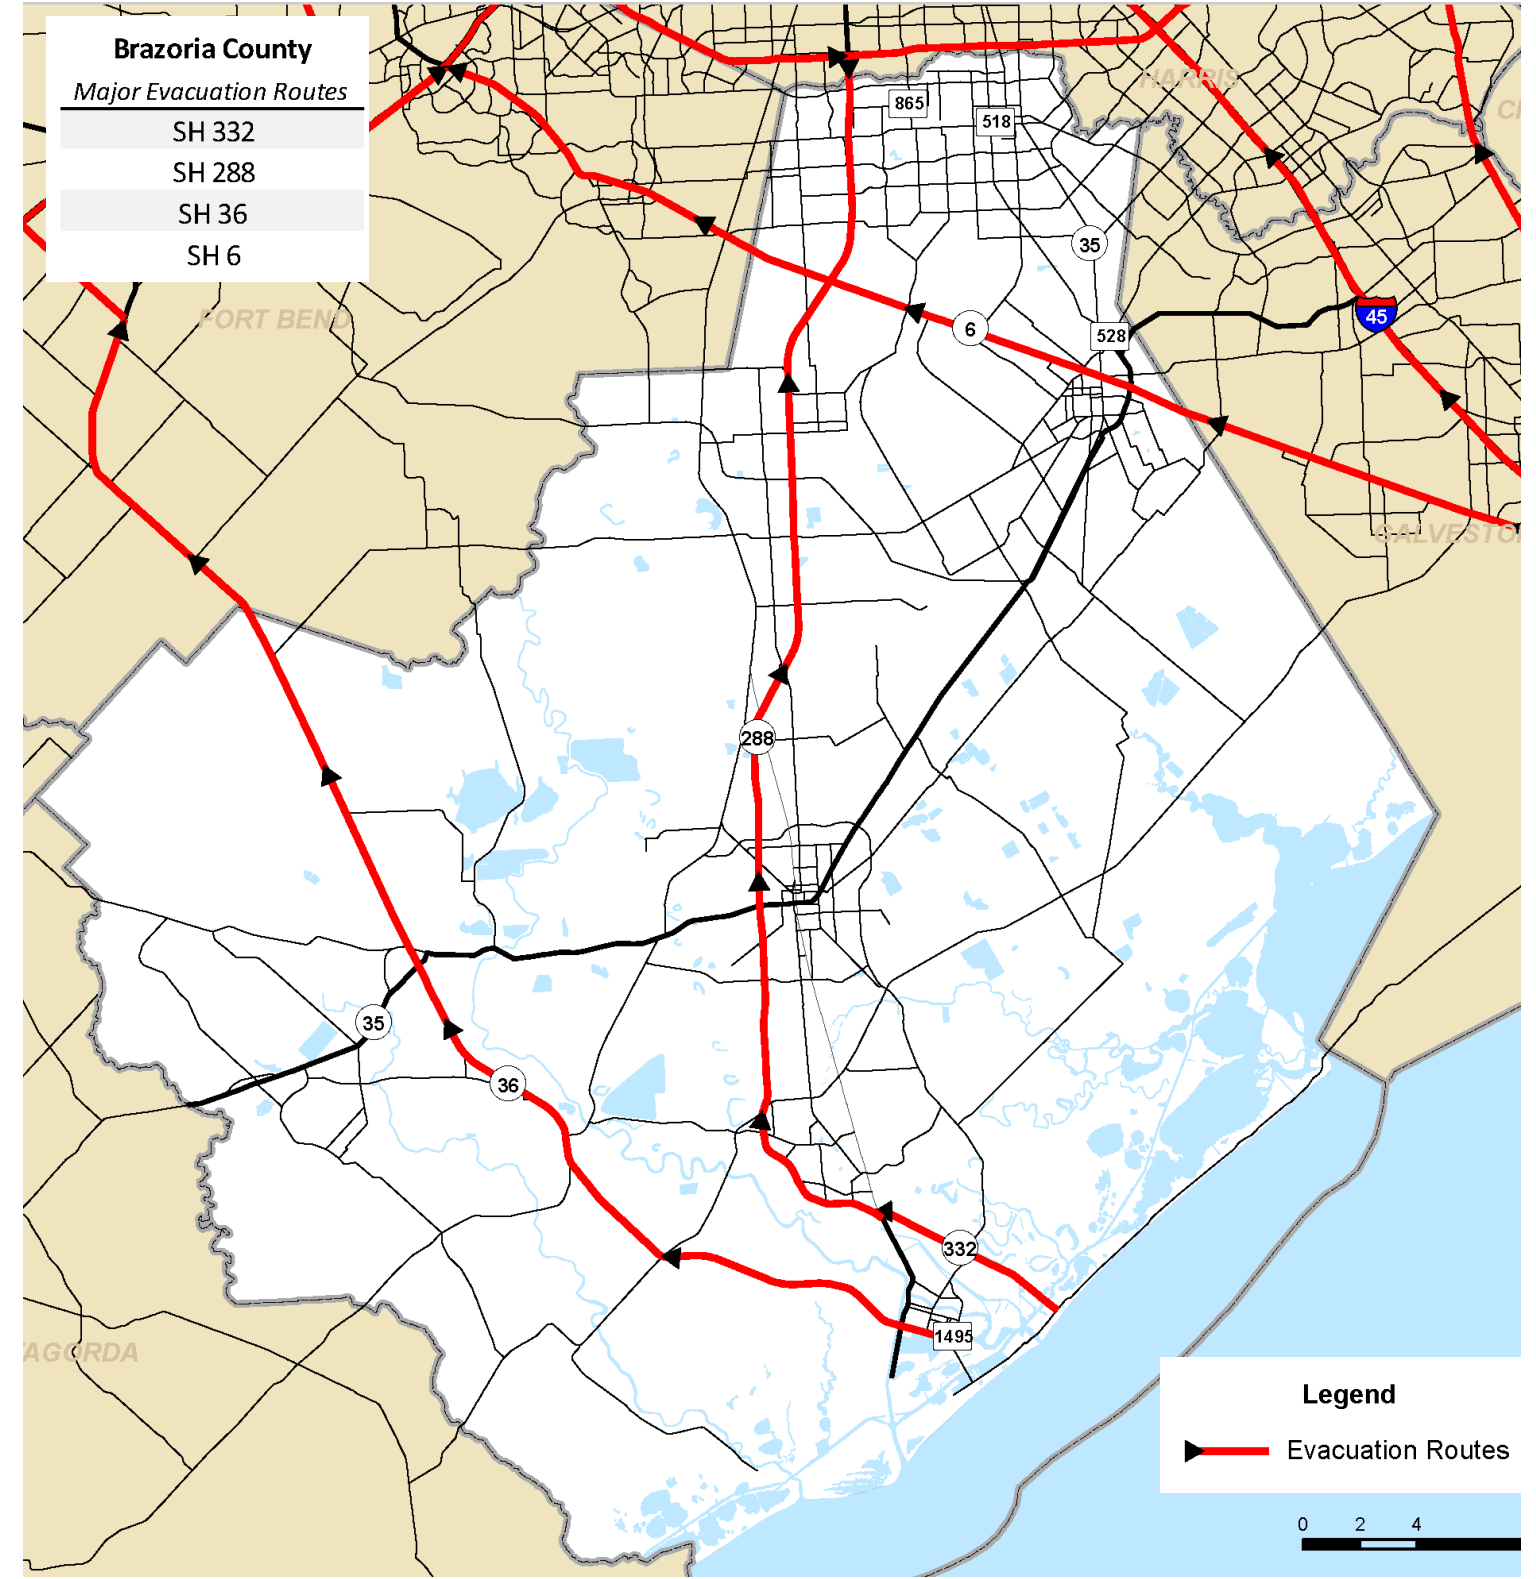 Brazoria County
Major Evacuation Routes
SH 332
SH 288
SH 36
SH 6
HARRIS
865
518
35
FORT BEND
6
528
45
GALVESTO
288
35
36
332
1495
AGORDA
Legend
Evacuation Routes
0 2 4